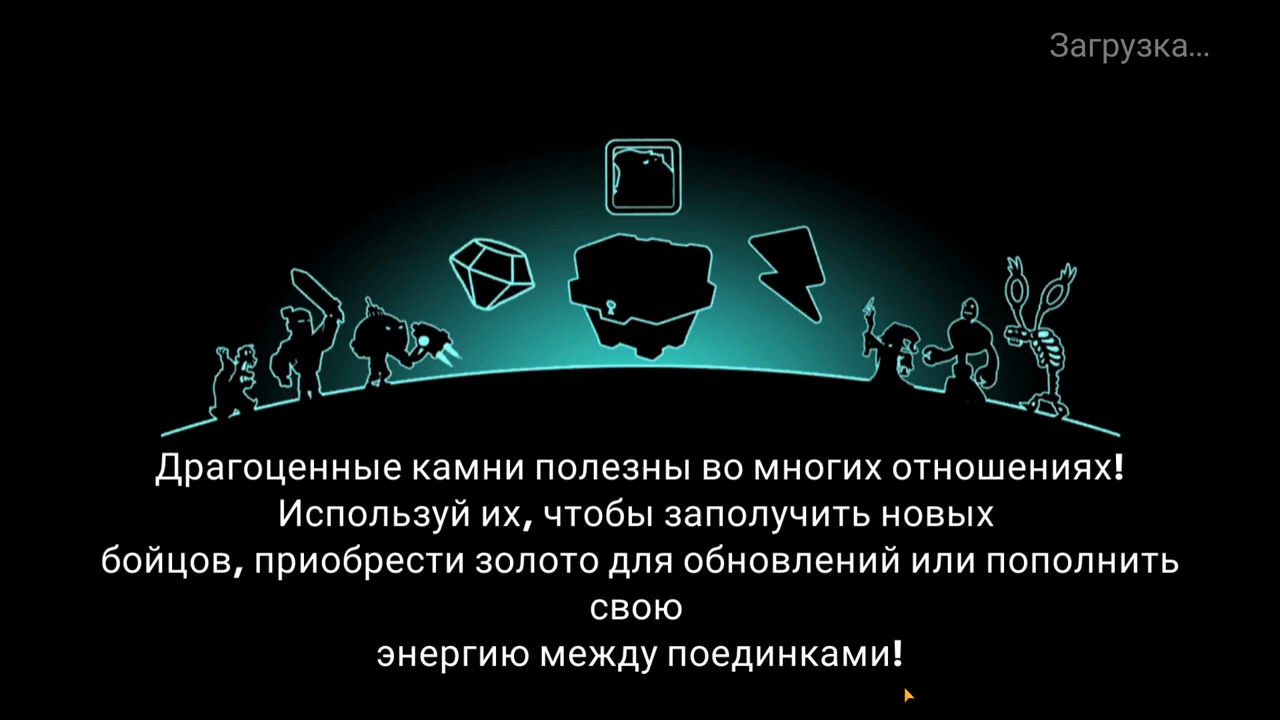 Загрузка...
Драгоценные камни полезны во многих отношениях!
Используй их, чтобы заполучить новых
бойцов, приобрести золото для обновлений или пополнить
свою
энергию между поединками!